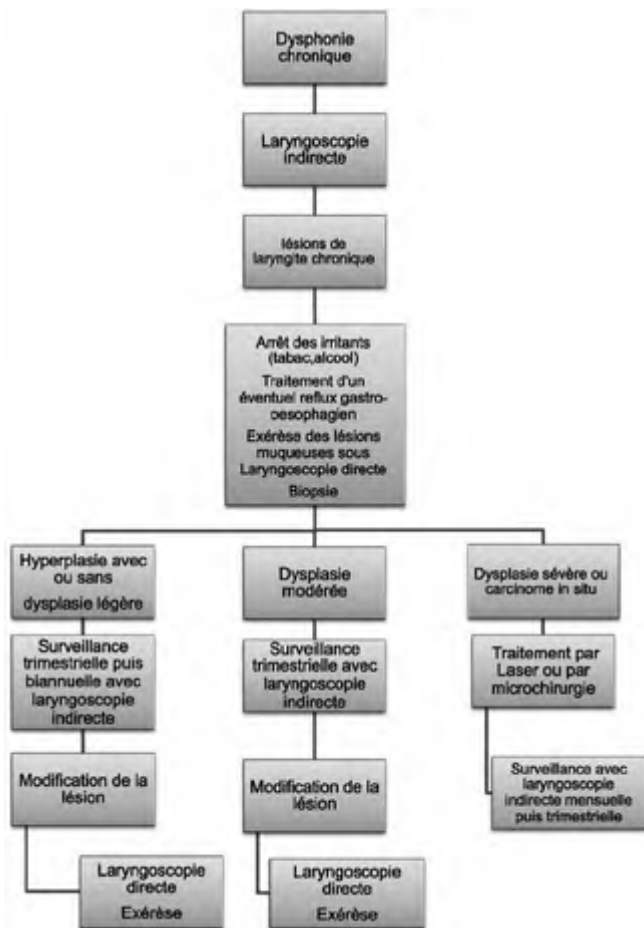 Dysphonie
chronique
Laryngoscopie
indirecte
lésions de
laryngite chronique
Arrêt des irritants
(tabac,alcool)
Traitement d'un
éventuel reflux gastro-
oesophagien
Exérèse des lésions
muqueuses sous
Laryngoscopie directe
Biopsie
Hyperplasie avec
ou sans
dysplasie légère
Surveillance
trimestrielle puis
biannuelle avec
laryngoscopie
indirecte
Modification de la
lésion
Laryngoscopie
directe
Exérèse
Dysplasie
modérée
Surveillance
trimestrielle avec
laryngoscopie
indirecte
Modification de la
lésion
Laryngoscopie
directe
Exérèse
Dysplasie sévère ou
carcinome in situ
Traitement par
Laser ou par
microchirurgie
Surveillance avec
laryngoscopie
indirecte mensuelle
puis trimestrielle